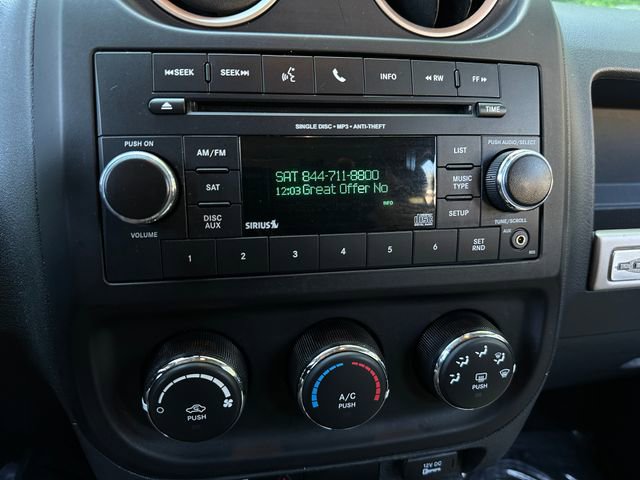 SEEK
SEEK
INFO
RW
FF
TIME
SINGLE DISC • MP3 • ANTI-THEFT
PUSH ON
VOLUME
AM/FM
SAT
DISC
AUX
SAT 844-711-8800
12:03 Great Offer No
INFO
SIRIUS
LIST
MUSIC
TYPE
SETUP
PUSH AUDIO/SELECT
TUNE/SCROLL
AUX
1
2
3
4
5
6
SET
RND
PUSH
A/C
PUSH
PUSH
12V DC